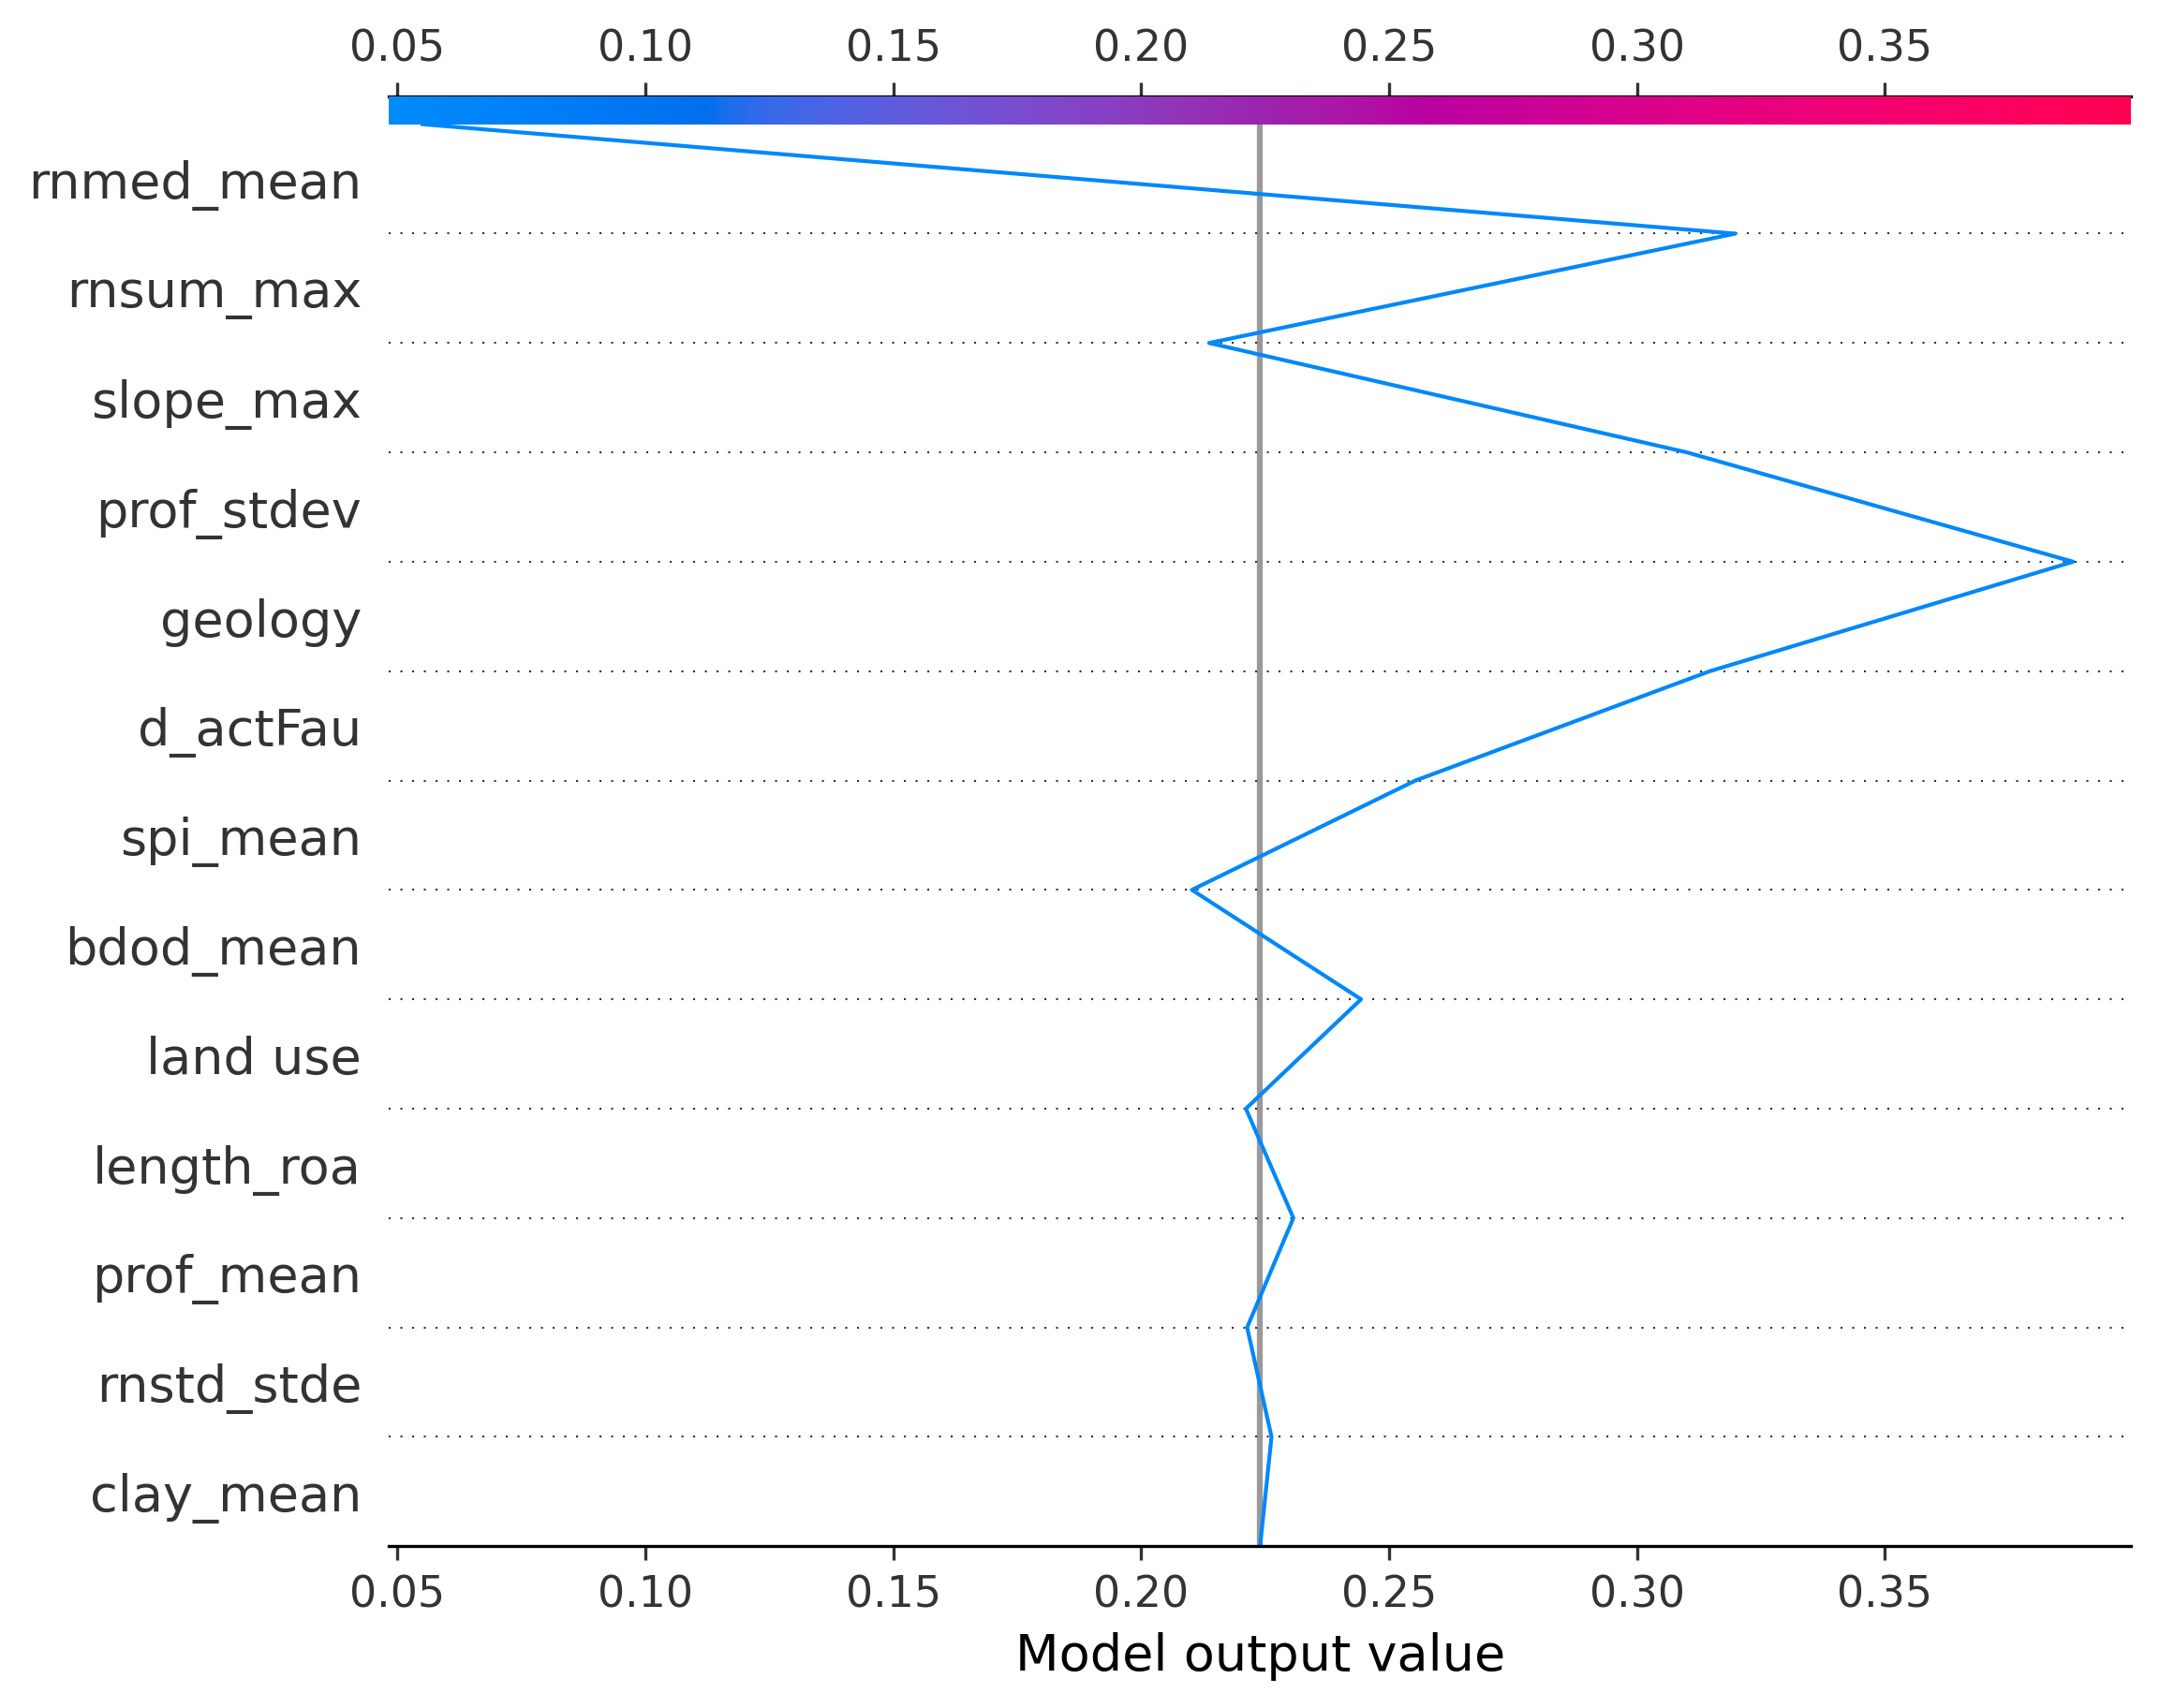 0.05 0.10 0.15 0.20 0.25 0.30 0.35
rnmed_mean
rnsum_max
slope_max
prof_stdev
geology
d_actFau
spi_mean
bdod_mean
land use
length_roa
prof_mean
rnstd_stde
clay_mean
0.05 0.10 0.15 0.20 0.25 0.30 0.35
Model output value